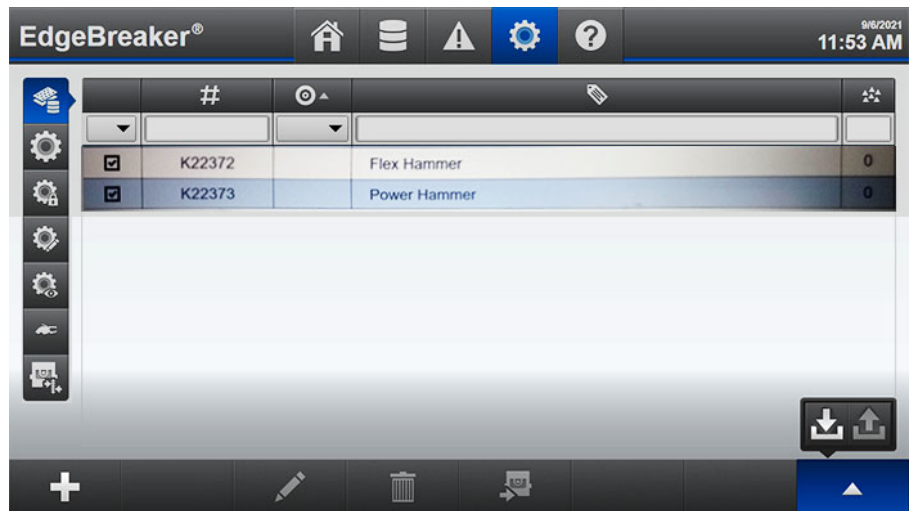 EdgeBreaker®
9/6/2021
11:53 AM
#
K22372 Flex Hammer 0
K22373 Power Hammer 0